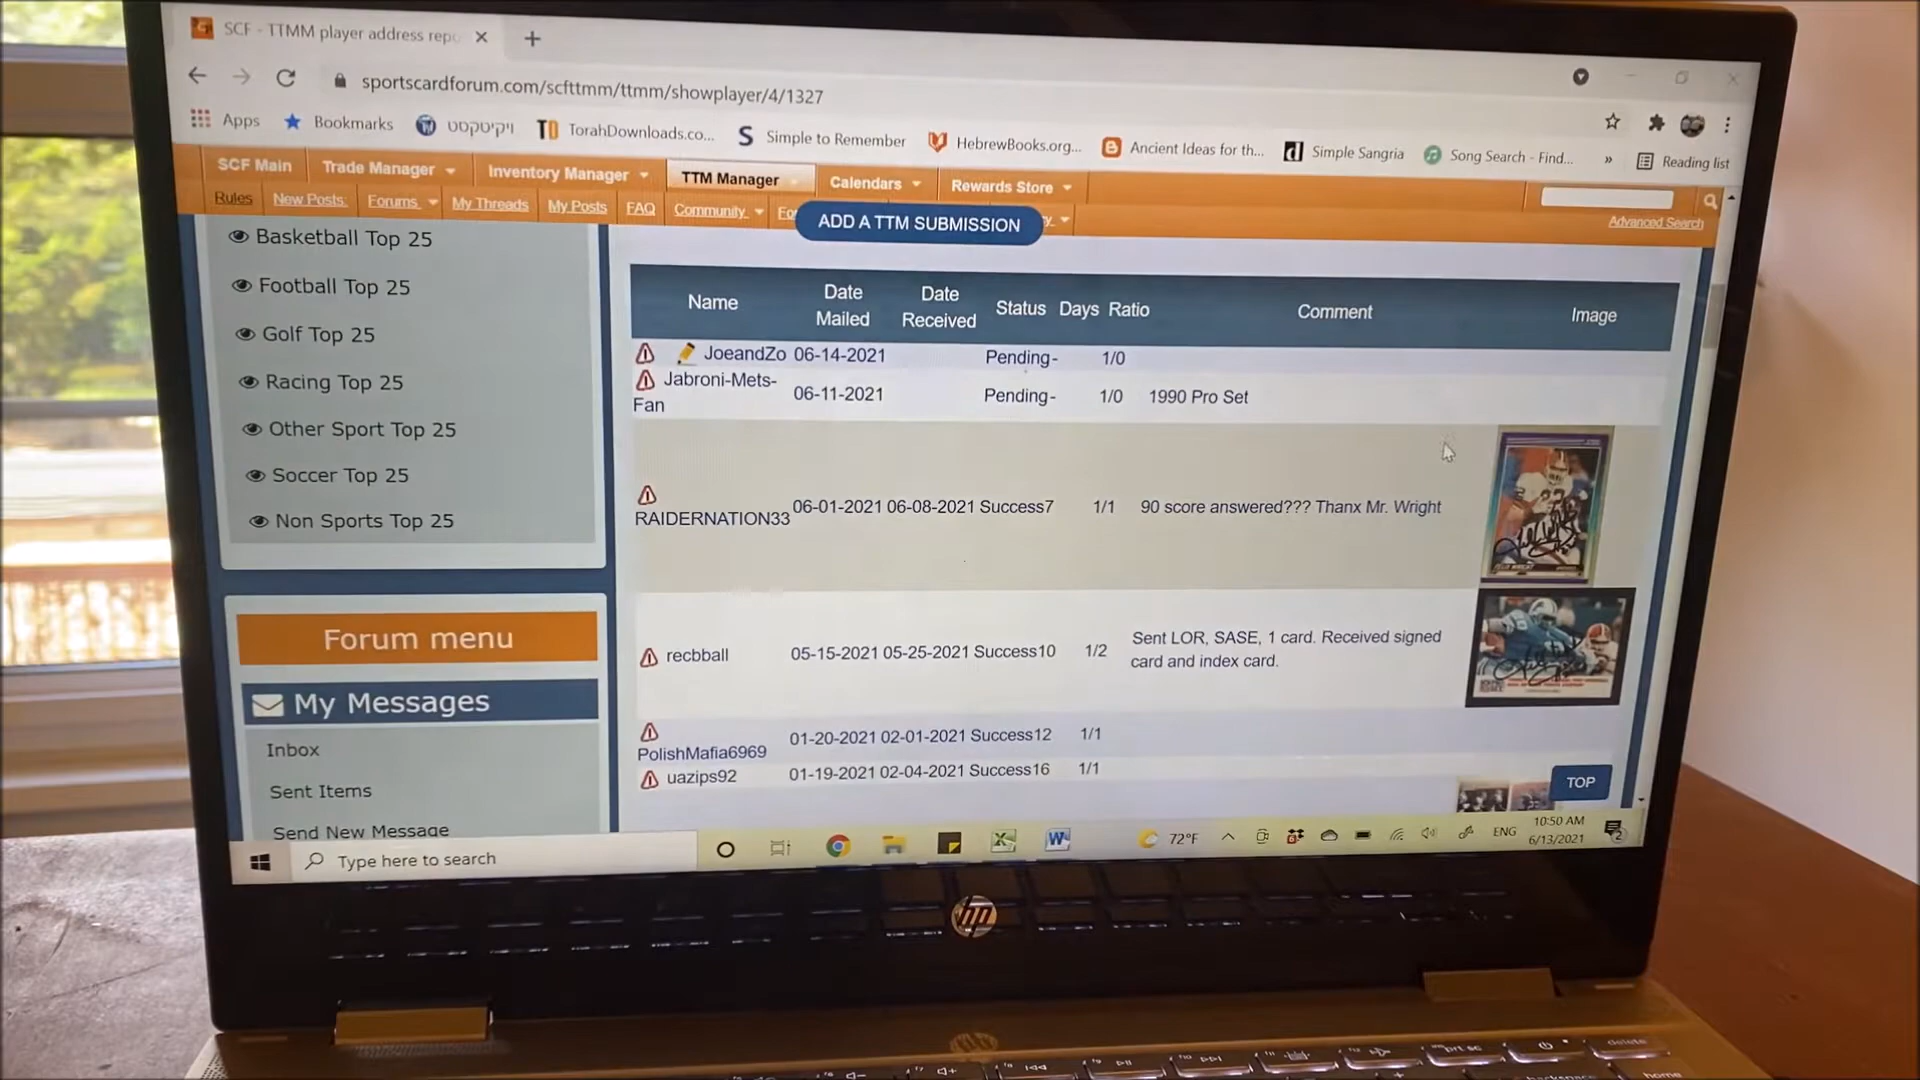 SCF - TTMM player address repo
sportscardforum.com/scfttmm/ttmm/showplayer/4/1327
Apps Bookmarks ויקיטקסט TorahDownloads.co... Simple to Remember HebrewBooks.org... Ancient Ideas for th... Simple Sangria Song Search - Find... » Reading list
SCF Main Trade Manager Inventory Manager TTM Manager Calendars Rewards Store
Rules New Posts Forums My Threads My Posts FAQ Community Fo
Advanced Search
ADD A TTM SUBMISSION
Basketball Top 25
Football Top 25
Golf Top 25
Racing Top 25
Other Sport Top 25
Soccer Top 25
Non Sports Top 25
Forum menu
My Messages
Inbox
Sent Items
Send New Message
Name Date Mailed Date Received Status Days Ratio Comment Image
JoeandZo 06-14-2021 Pending- 1/0
Jabroni-Mets-
Fan 06-11-2021 Pending- 1/0 1990 Pro Set
RAIDERNATION33 06-01-2021 06-08-2021 Success7 1/1 90 score answered??? Thanx Mr. Wright
recbball 05-15-2021 05-25-2021 Success10 1/2 Sent LOR, SASE, 1 card. Received signed
card and index card.
PolishMafia6969 01-20-2021 02-01-2021 Success12 1/1
uazips92 01-19-2021 02-04-2021 Success16 1/1
TOP
Type here to search
72°F ENG 10:50 AM
6/13/2021 2
hp
prt sc
delete
backspace
home